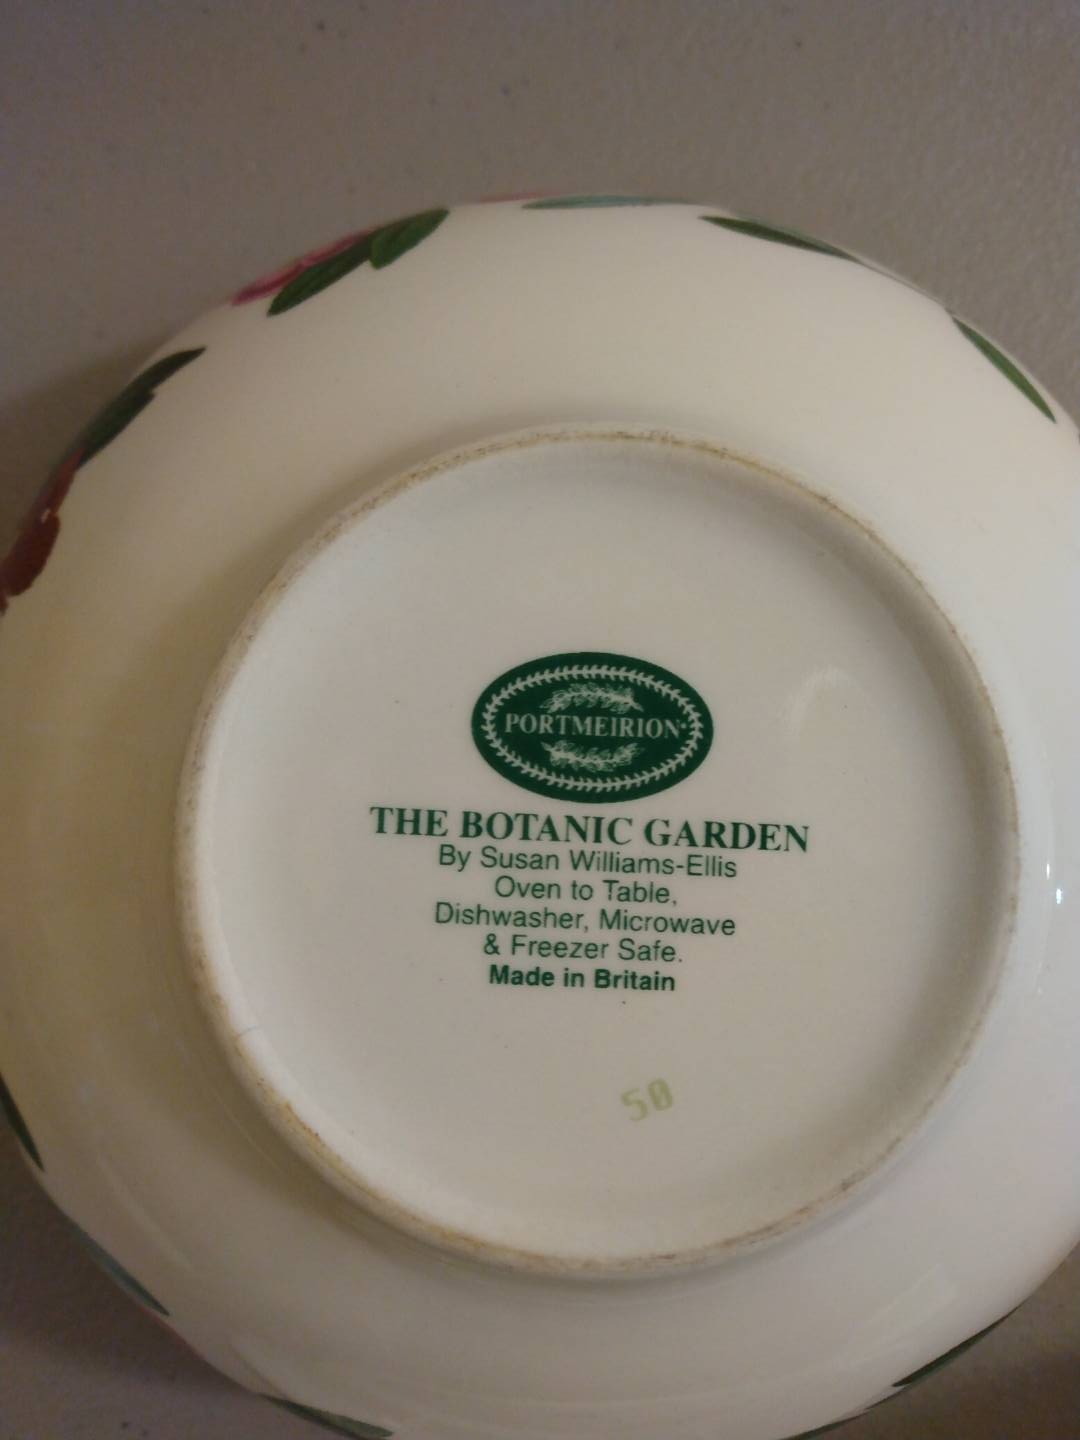 PORTMEIRION®
THE BOTANIC GARDEN
By Susan Williams-Ellis
Oven to Table,
Dishwasher, Microwave
& Freezer Safe.
Made in Britain
50